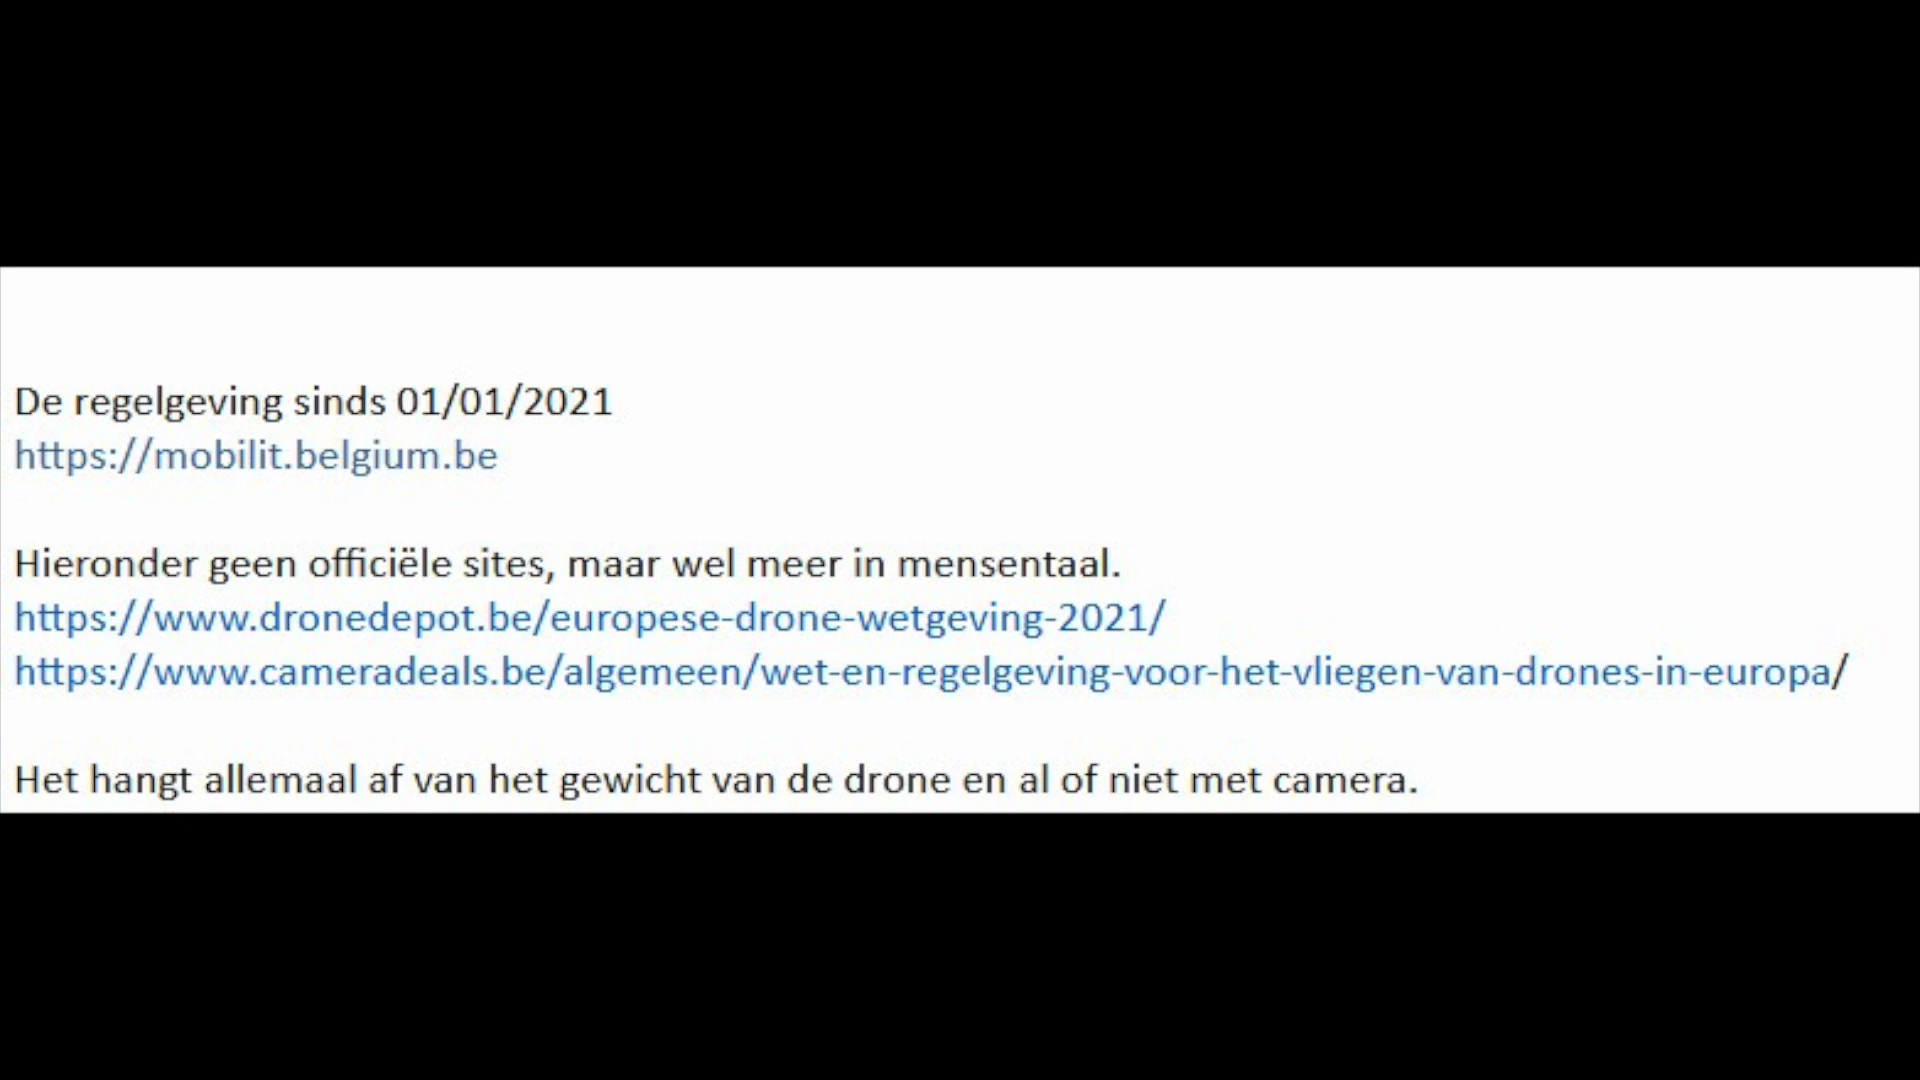 De regelgeving sinds 01/01/2021
https://mobilit.belgium.be
Hieronder geen officiële sites, maar wel meer in mensentaal.
https://www.dronedepot.be/europese-drone-wetgeving-2021/
https://www.cameradeals.be/algemeen/wet-en-regelgeving-voor-het-vliegen-van-drones-in-europa/
Het hangt allemaal af van het gewicht van de drone en al of niet met camera.